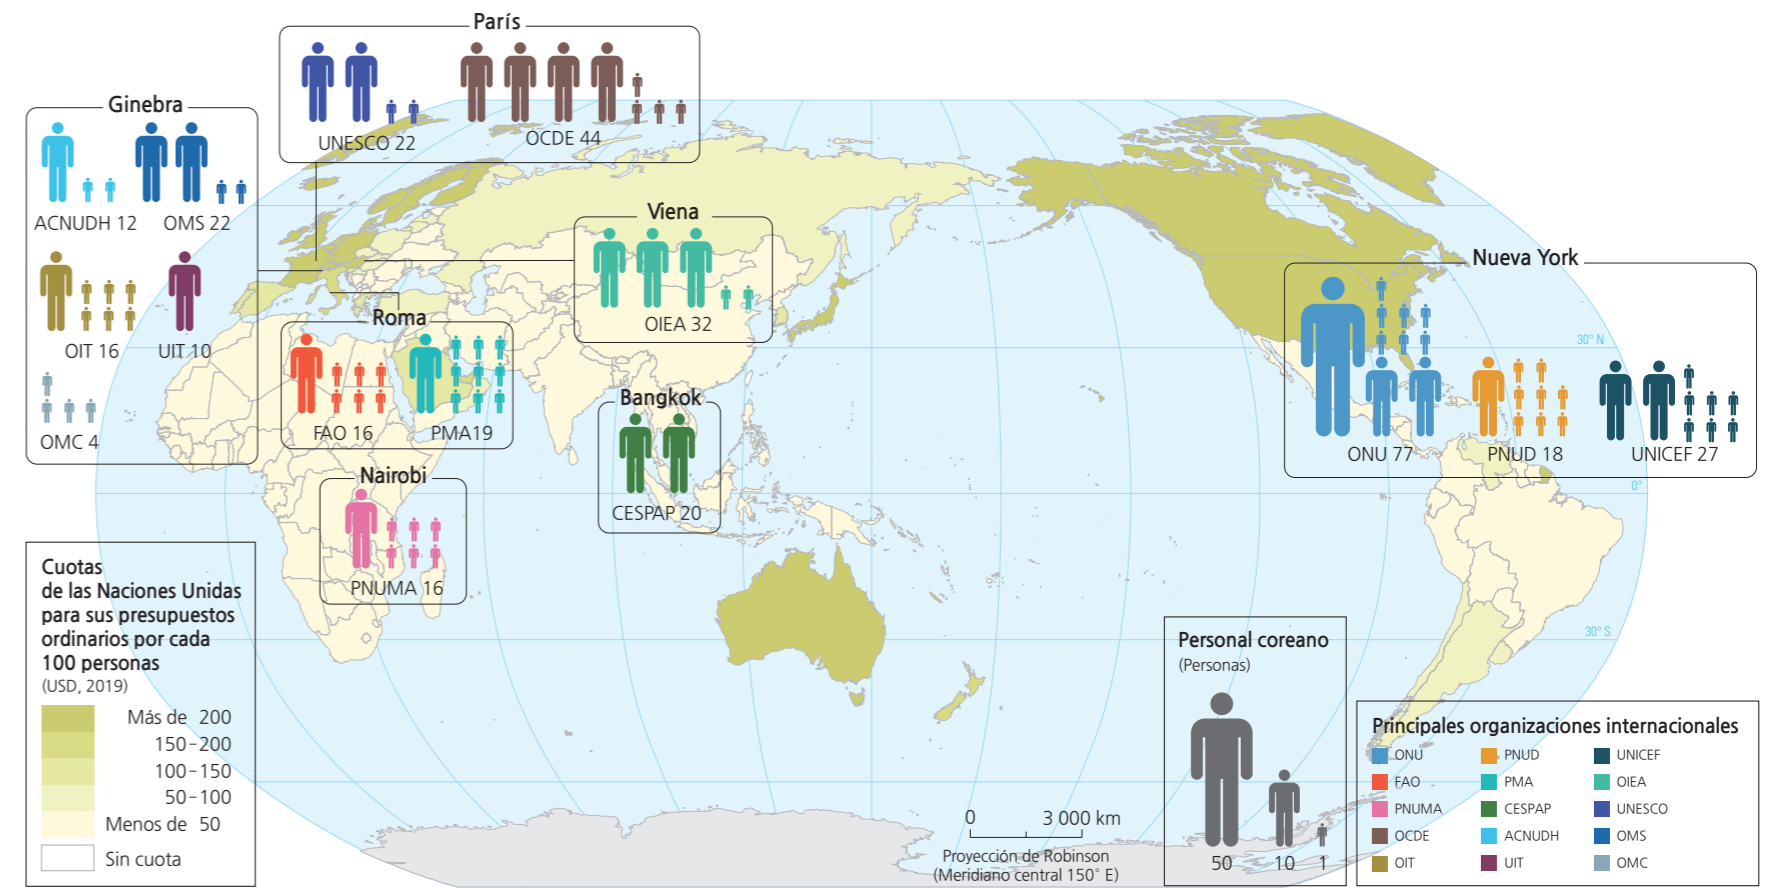 París
UNESCO 22
OCDE 44
Ginebra
ACNUDH 12
OMS 22
OIT 16
UIT 10
OMC 4
Viena
OIEA 32
Roma
FAO 16
PMA19
Bangkok
CESPAP 20
Nairobi
PNUMA 16
Nueva York
ONU 77
PNUD 18
UNICEF 27
30° N
0°
30° S
Cuotas
de las Naciones Unidas
para sus presupuestos
ordinarios por cada
100 personas
(USD, 2019)
Más de 200
150-200
100-150
50-100
Menos de 50
Sin cuota
0 3 000 km
Proyección de Robinson
(Meridiano central 150° E)
Personal coreano
(Personas)
50 10 1
Principales organizaciones internacionales
ONU PNUD UNICEF
FAO PMA OIEA
PNUMA CESPAP UNESCO
OCDE ACNUDH OMS
OIT UIT OMC